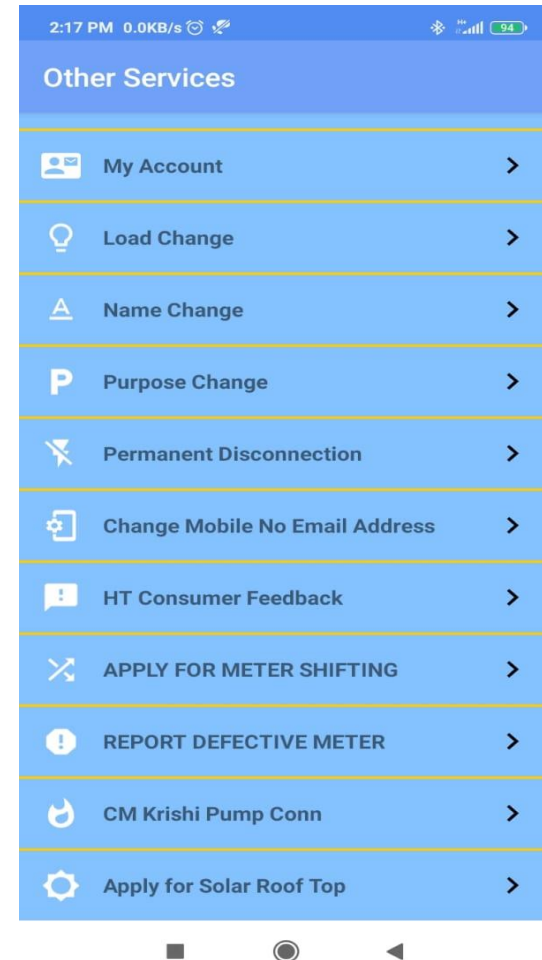 2:17 PM 0.0KB/s 94
Other Services
My Account
Load Change
Name Change
P Purpose Change
Permanent Disconnection
Change Mobile No Email Address
HT Consumer Feedback
APPLY FOR METER SHIFTING
REPORT DEFECTIVE METER
CM Krishi Pump Conn
Apply for Solar Roof Top